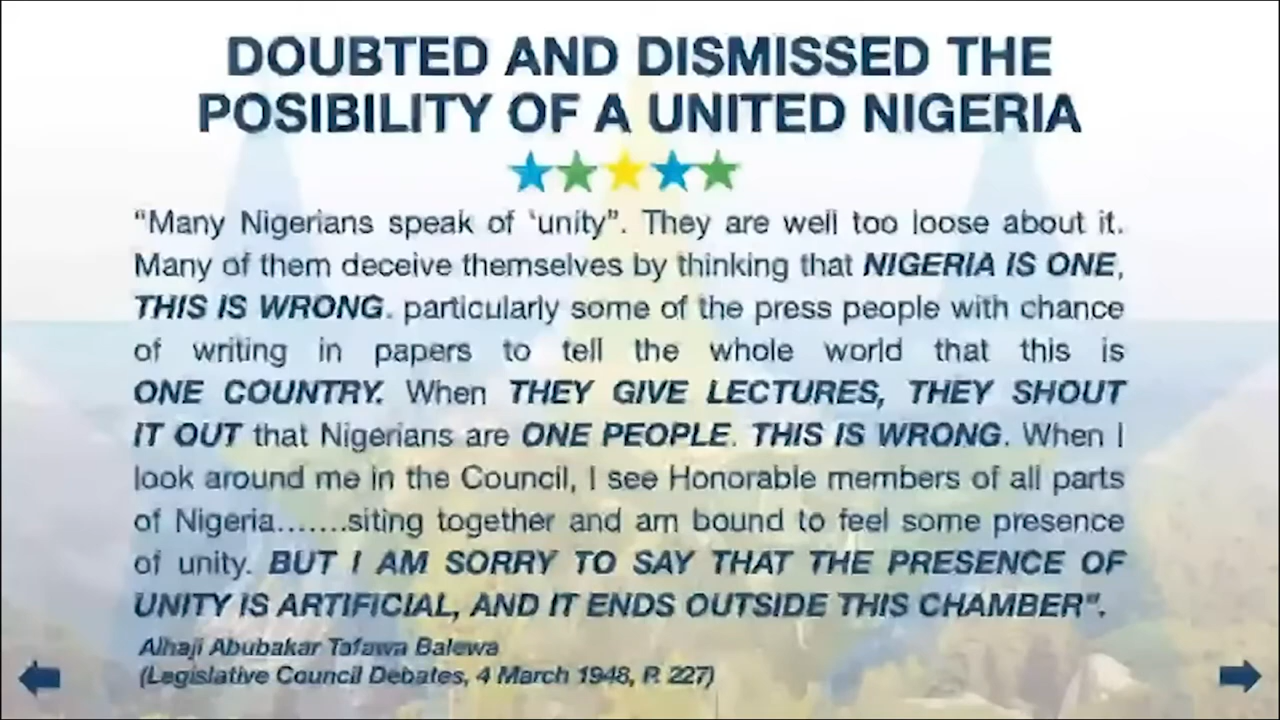 DOUBTED AND DISMISSED THE
POSIBILITY OF A UNITED NIGERIA
"Many Nigerians speak of 'unity". They are well too loose about it.
Many of them deceive themselves by thinking that NIGERIA IS ONE,
THIS IS WRONG. particularly some of the press people with chance
of writing in papers to tell the whole world that this is
ONE COUNTRY. When THEY GIVE LECTURES, THEY SHOUT
IT OUT that Nigerians are ONE PEOPLE. THIS IS WRONG. When I
look around me in the Council, I see Honorable members of all parts
of Nigeria.......siting together and am bound to feel some presence
of unity. BUT I AM SORRY TO SAY THAT THE PRESENCE OF
UNITY IS ARTIFICIAL, AND IT ENDS OUTSIDE THIS CHAMBER".
Alhaji Abubakar Tafawa Balewa
(Legislative Council Debates, 4 March 1948, P. 227)